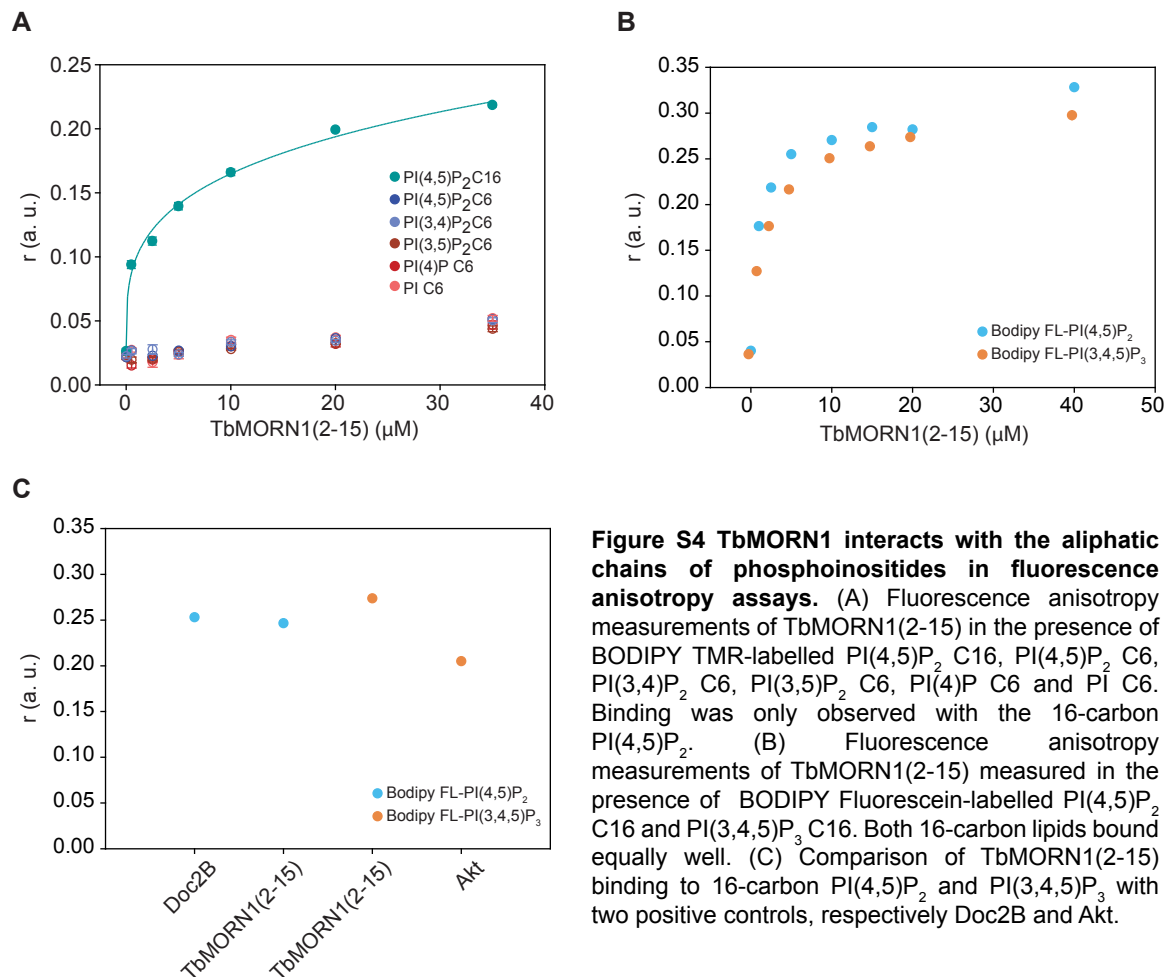 A
r (a. u.)
0.25
0.20
0.15
0.10
0.05
0.00
0
10
20
30
40
TbMORN1(2-15) (µM)
PI(4,5)P2C16
PI(4,5)P2C6
PI(3,4)P2C6
PI(3,5)P2C6
PI(4)P C6
PI C6
B
r (a. u.)
0.35
0.30
0.25
0.20
0.15
0.10
0.05
0.00
0
10
20
30
40
50
TbMORN1(2-15) (µM)
Bodipy FL-PI(4,5)P2
Bodipy FL-PI(3,4,5)P3
C
r (a. u.)
0.35
0.30
0.25
0.20
0.15
0.10
0.05
0.00
Doc2B
TbMORN1(2-15)
TbMORN1(2-15)
Akt
Bodipy FL-PI(4,5)P2
Bodipy FL-PI(3,4,5)P3
Figure S4 TbMORN1 interacts with the aliphatic
chains of phosphoinositides in fluorescence
anisotropy assays. (A) Fluorescence anisotropy
measurements of TbMORN1(2-15) in the presence of
BODIPY TMR-labelled PI(4,5)P2 C16, PI(4,5)P2 C6,
PI(3,4)P2 C6, PI(3,5)P2 C6, PI(4)P C6 and PI C6.
Binding was only observed with the 16-carbon
PI(4,5)P2. (B) Fluorescence anisotropy
measurements of TbMORN1(2-15) measured in the
presence of BODIPY Fluorescein-labelled PI(4,5)P2
C16 and PI(3,4,5)P3 C16. Both 16-carbon lipids bound
equally well. (C) Comparison of TbMORN1(2-15)
binding to 16-carbon PI(4,5)P2 and PI(3,4,5)P3 with
two positive controls, respectively Doc2B and Akt.